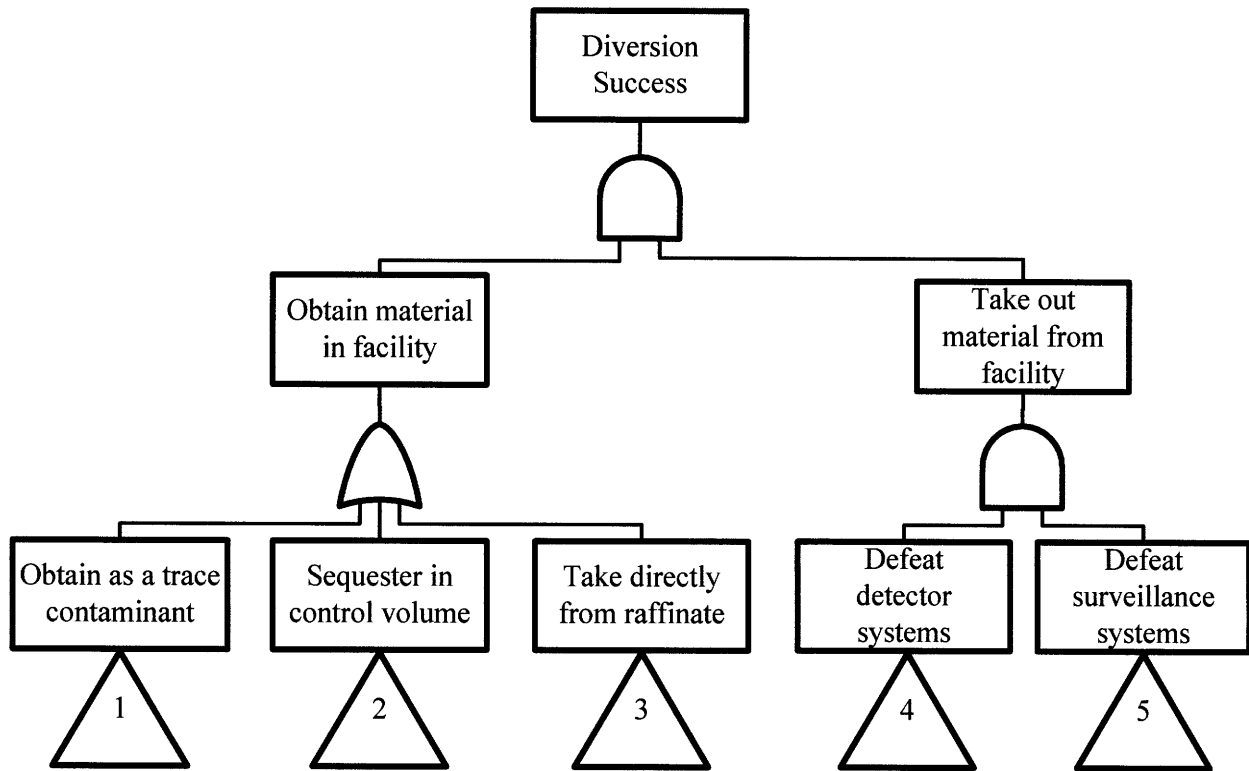 Diversion
Success
Obtain material
in facility
Take out
material from
facility
Obtain as a trace
contaminant
Sequester in
control volume
Take directly
from raffinate
Defeat
detector
systems
Defeat
surveillance
systems
1
2
3
4
5